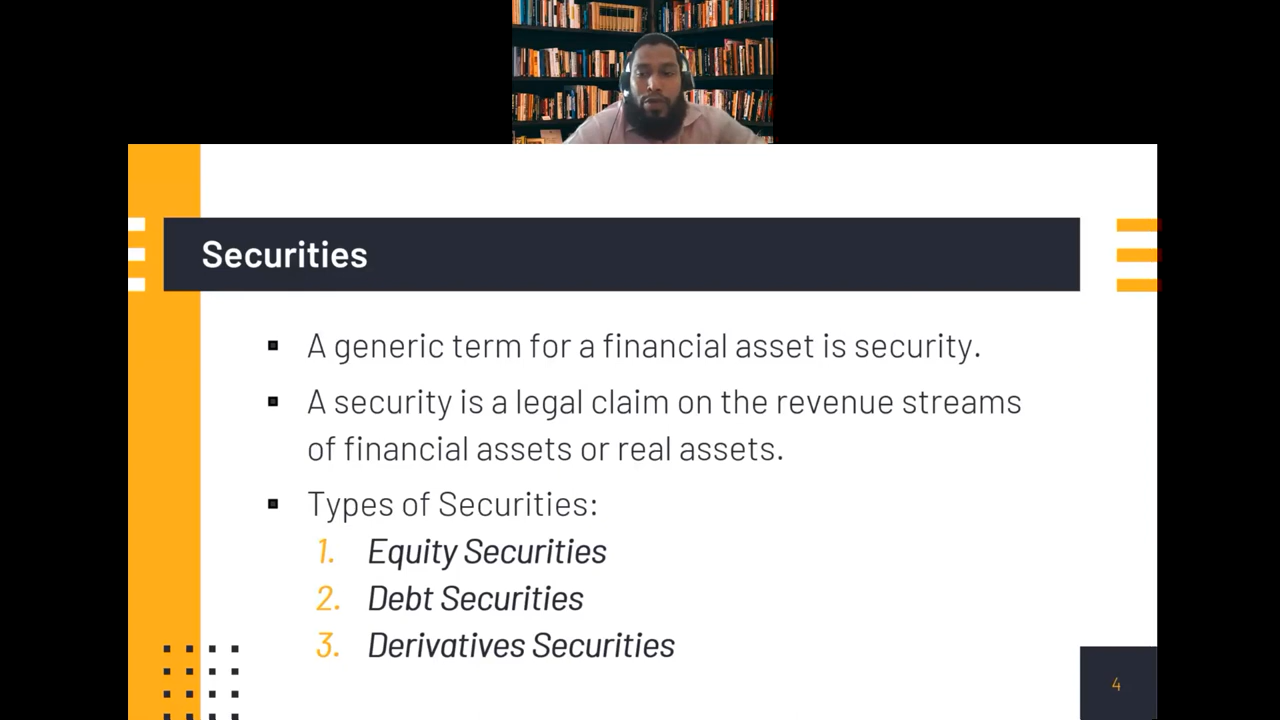 Securities
▪ A generic term for a financial asset is security.
▪ A security is a legal claim on the revenue streams
of financial assets or real assets.
▪ Types of Securities:
1. Equity Securities
2. Debt Securities
3. Derivatives Securities
4